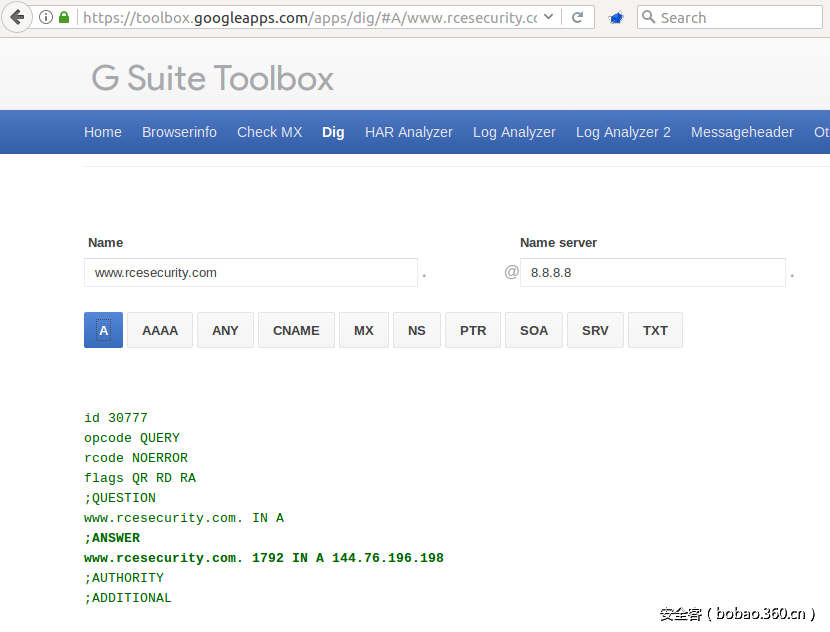 https://toolbox.googleapps.com/apps/dig/#A/www.rcesecurity.co
Search
G Suite Toolbox
Home Browserinfo Check MX Dig HAR Analyzer Log Analyzer Log Analyzer 2 Messageheader Ot
Name Name server
www.rcesecurity.com . @ 8.8.8.8 .
A AAAA ANY CNAME MX NS PTR SOA SRV TXT
id 30777
opcode QUERY
rcode NOERROR
flags QR RD RA
;QUESTION
www.rcesecurity.com. IN A
;ANSWER
www.rcesecurity.com. 1792 IN A 144.76.196.198
;AUTHORITY
;ADDITIONAL
安全客（bobao.360.cn）